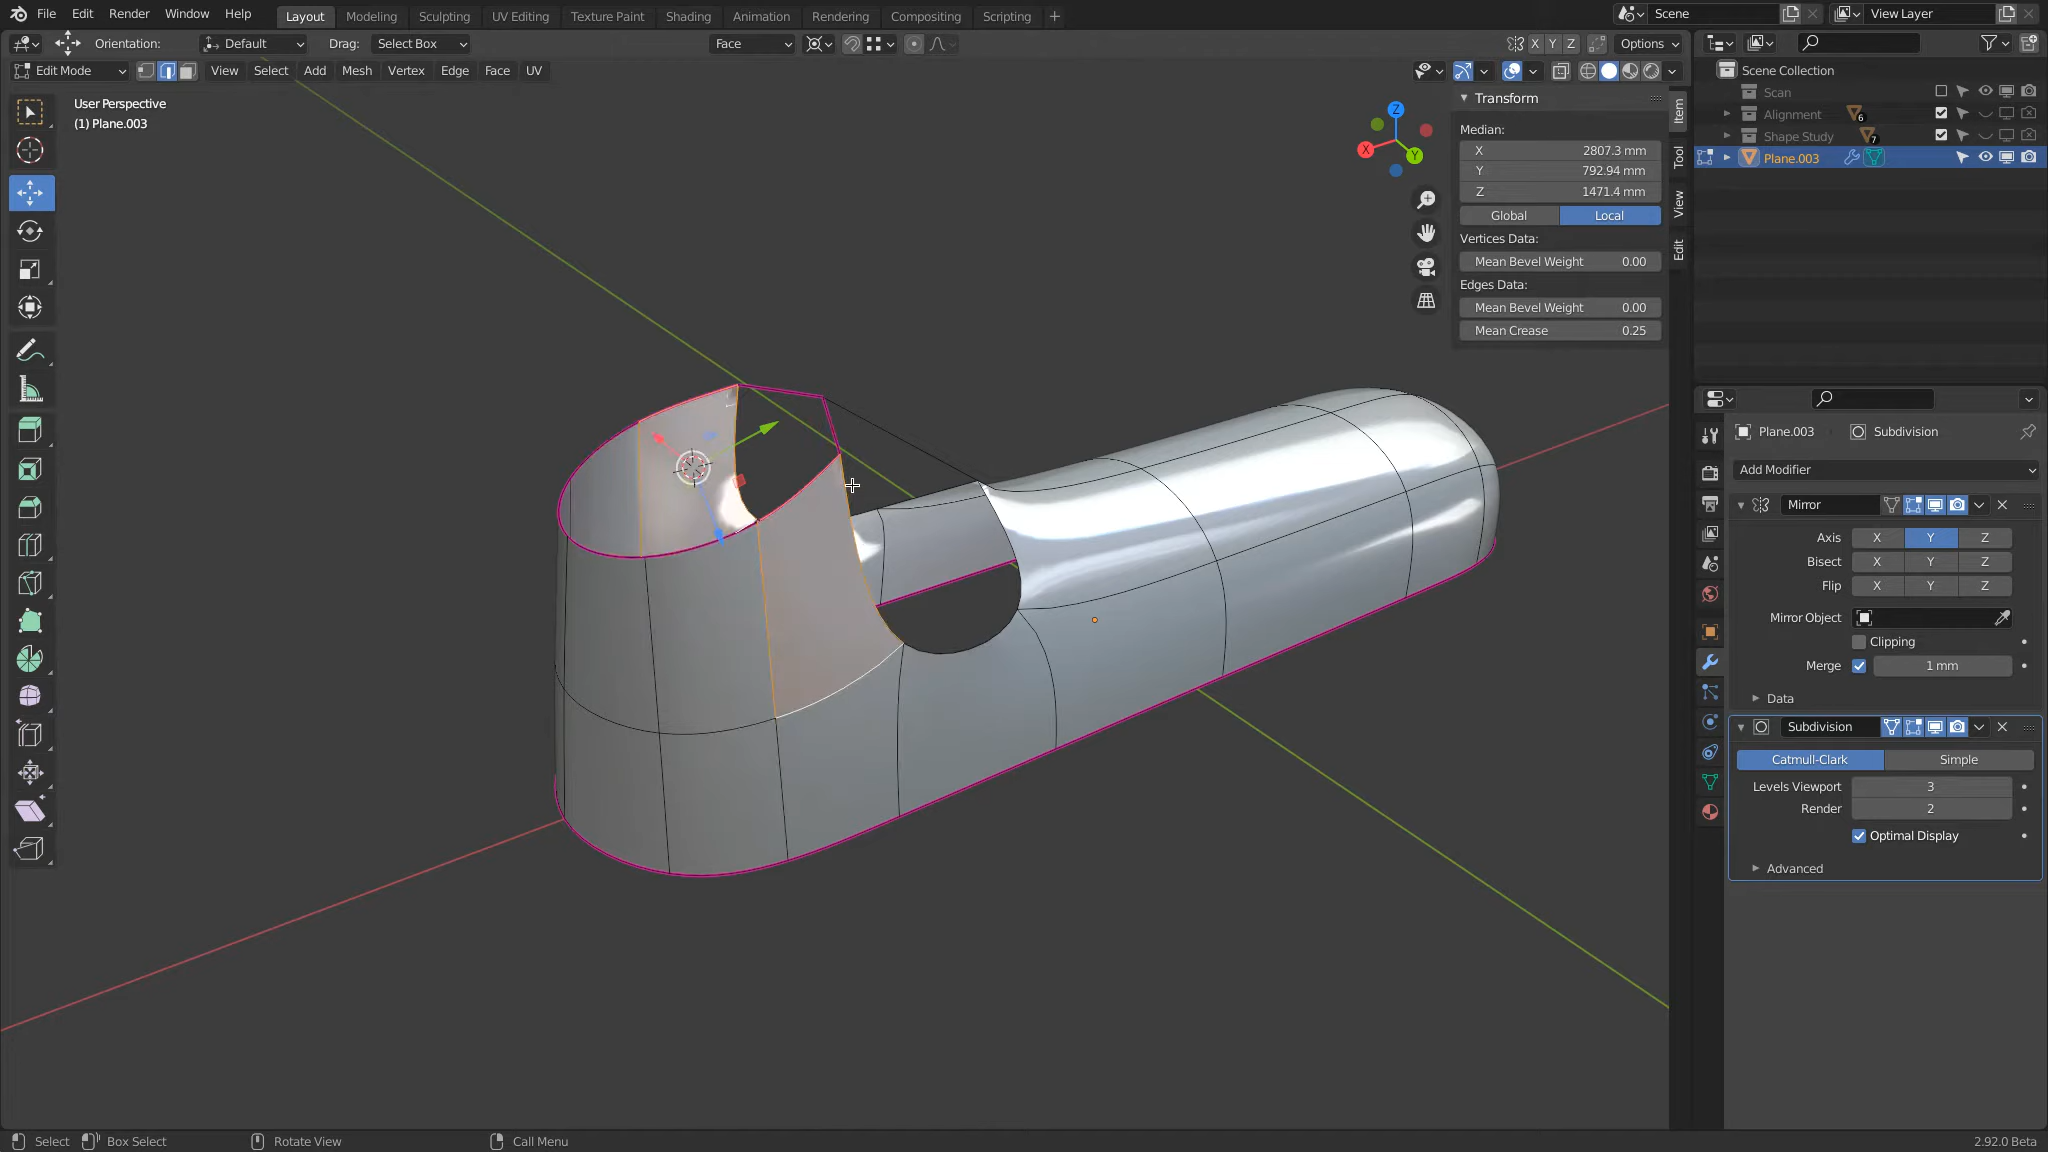 File Edit Render Window Help Layout Modeling Sculpting UV Editing Texture Paint Shading Animation Rendering Compositing Scripting + Scene View Layer
Orientation: Default Drag: Select Box Face X Y Z Options
Edit Mode View Select Add Mesh Vertex Edge Face UV
User Perspective
(1) Plane.003
Z
X
Y
Transform
Median:
X 2807.3 mm
Y 792.94 mm
Z 1471.4 mm
Global Local
Vertices Data:
Mean Bevel Weight 0.00
Edges Data:
Mean Bevel Weight 0.00
Mean Crease 0.25
Item
Tool
View
Edit
Scene Collection
Scan
Alignment 6
Shape Study 7
Plane.003
Plane.003 Subdivision
Add Modifier
Mirror
Axis X Y Z
Bisect X Y Z
Flip X Y Z
Mirror Object
Clipping
Merge 1 mm
Data
Subdivision
Catmull-Clark Simple
Levels Viewport 3
Render 2
Optimal Display
Advanced
Select Box Select Rotate View Call Menu 2.92.0 Beta